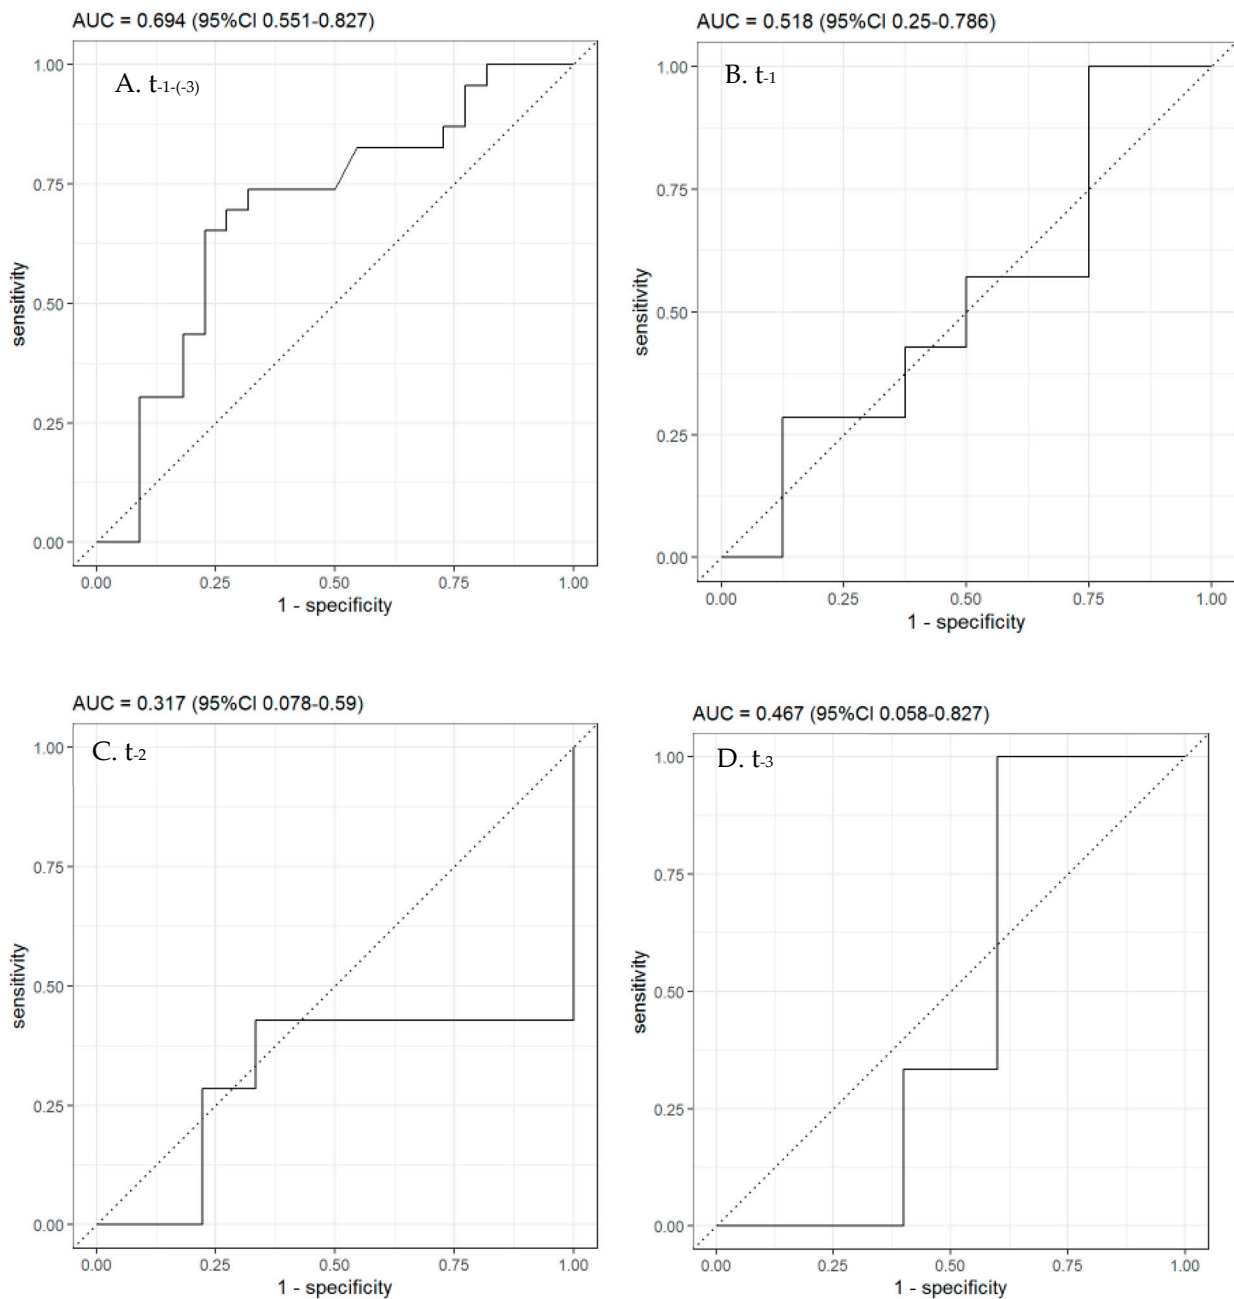 AUC = 0.694 (95%CI 0.551-0.827)
A. t-1-(-3)
1.00
0.75
0.50
0.25
0.00
sensitivity
0.00 0.25 0.50 0.75 1.00
1 - specificity
AUC = 0.518 (95%CI 0.25-0.786)
B. t-1
1.00
0.75
0.50
0.25
0.00
sensitivity
0.00 0.25 0.50 0.75 1.00
1 - specificity
AUC = 0.317 (95%CI 0.078-0.59)
C. t-2
1.00
0.75
0.50
0.25
0.00
sensitivity
0.00 0.25 0.50 0.75 1.00
1 - specificity
AUC = 0.467 (95%CI 0.058-0.827)
D. t-3
1.00
0.75
0.50
0.25
0.00
sensitivity
0.00 0.25 0.50 0.75 1.00
1 - specificity